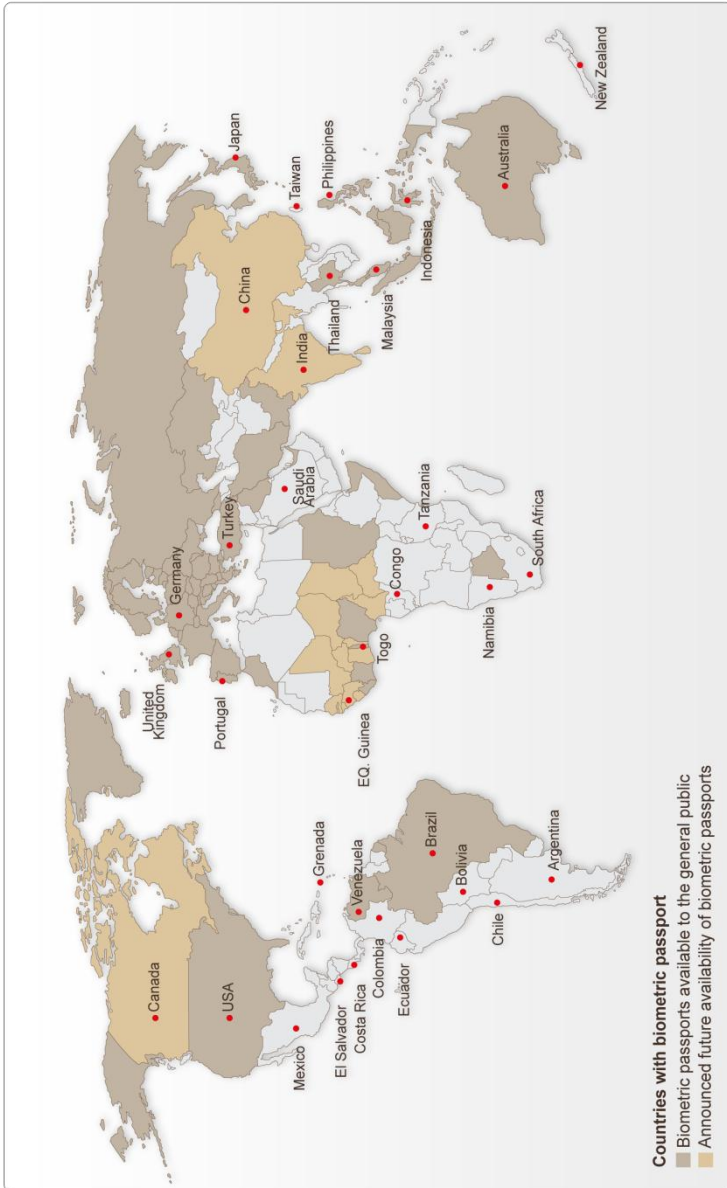 Canada
USA
Mexico
El Salvador
Costa Rica
Colombia
Ecuador
Grenada
Venezuela
Brazil
Bolivia
Chile
Argentina
United
Kingdom
Portugal
Germany
Turkey
Saudi
Arabia
EQ. Guinea
Togo
Congo
Tanzania
Namibia
South Africa
China
India
Thailand
Malaysia
Indonesia
Japan
Taiwan
Philippines
Australia
New Zealand
Countries with biometric passport
Biometric passports available to the general public
Announced future availability of biometric passports